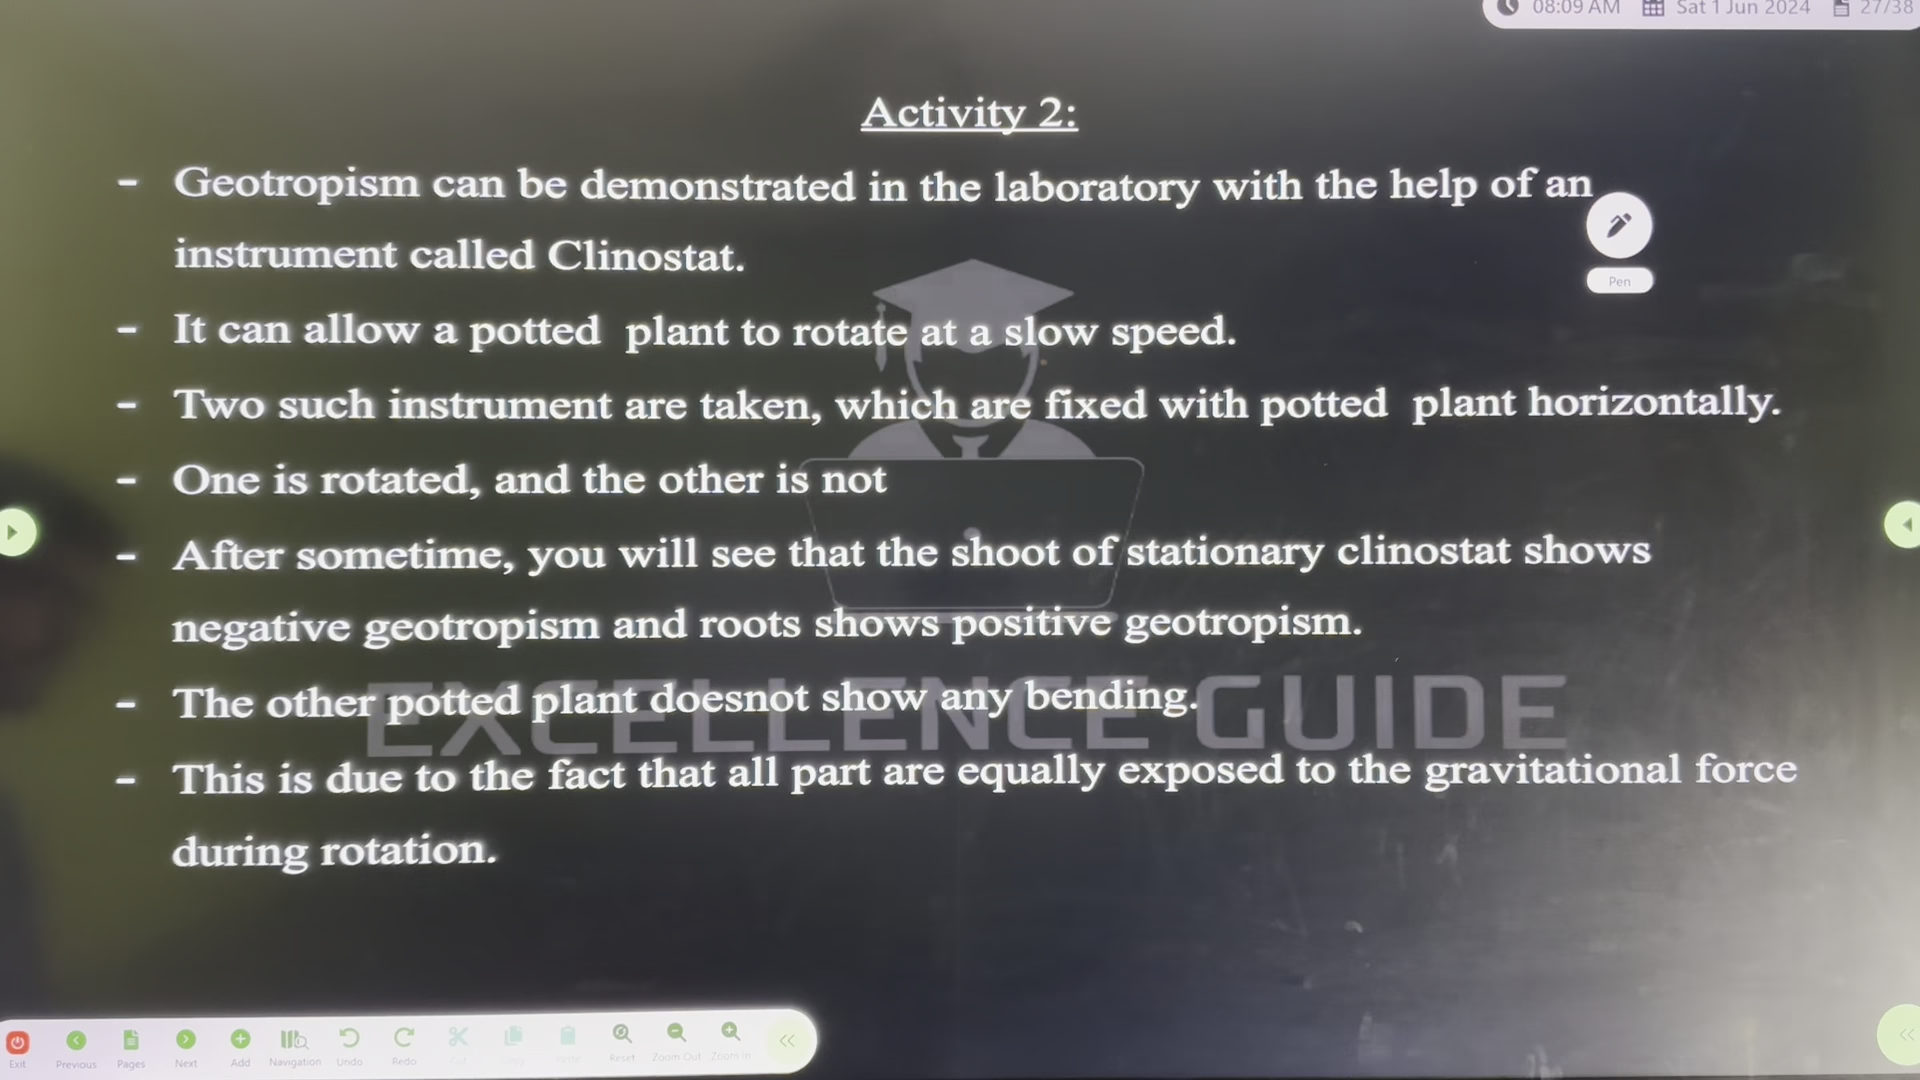 08:09 AM Sat 1 Jun 2024 27/38
Activity 2:
- Geotropism can be demonstrated in the laboratory with the help of an
instrument called Clinostat.
Pen
- It can allow a potted plant to rotate at a slow speed.
- Two such instrument are taken, which are fixed with potted plant horizontally.
- One is rotated, and the other is not
- After sometime, you will see that the shoot of stationary clinostat shows
negative geotropism and roots shows positive geotropism.
- The other potted plant doesnot show any bending.
EXCELLENCE GUIDE
- This is due to the fact that all part are equally exposed to the gravitational force
during rotation.
Exit Previous Pages Next Add Navigation Undo Redo Reset Zoom Out Zoom In